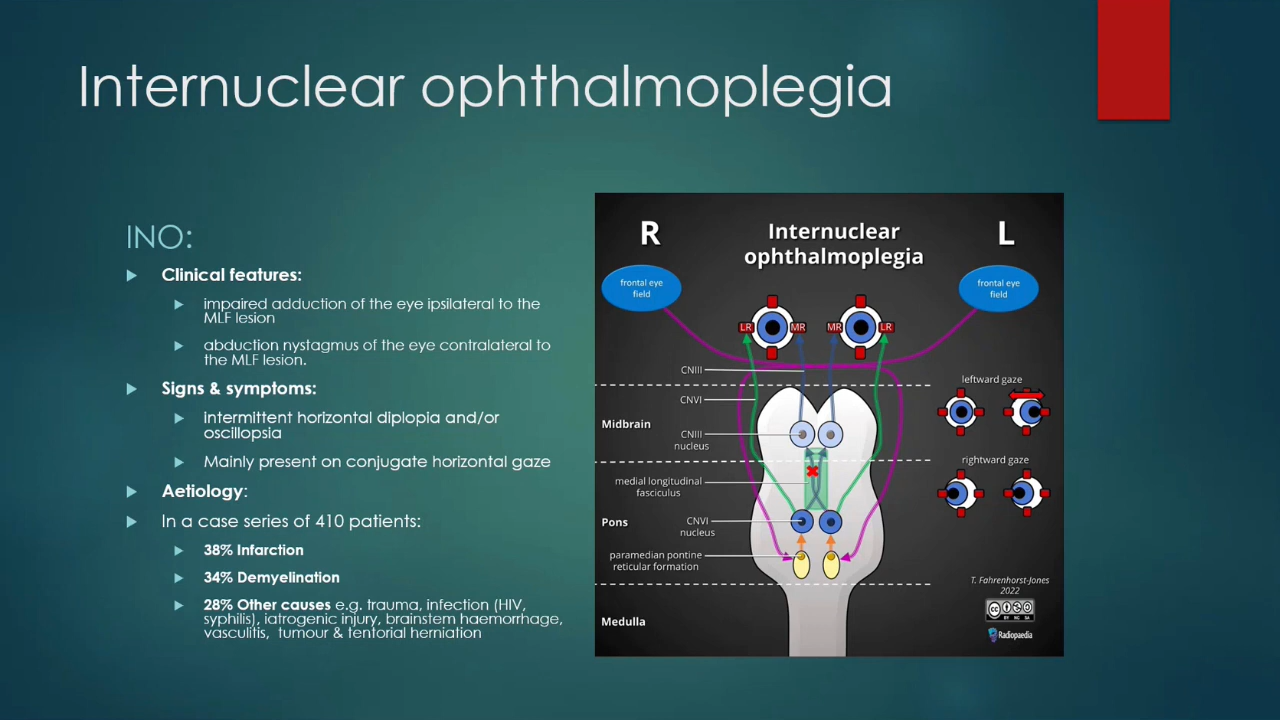 Internuclear ophthalmoplegia
INO:
Clinical features:
impaired adduction of the eye ipsilateral to the
MLF lesion
abduction nystagmus of the eye contralateral to
the MLF lesion.
Signs & symptoms:
intermittent horizontal diplopia and/or
oscillopsia
Mainly present on conjugate horizontal gaze
Aetiology:
In a case series of 410 patients:
38% Infarction
34% Demyelination
28% Other causes e.g. trauma, infection (HIV,
syphilis), iatrogenic injury, brainstem haemorrhage,
vasculitis, tumour & tentorial herniation
R
Internuclear
ophthalmoplegia
L
frontal eye
field
frontal eye
field
LR
MR
MR
LR
CNIII
CNVI
leftward gaze
Midbrain
CNIII
nucleus
rightward gaze
medial longitudinal
fasciculus
Pons
CNVI
nucleus
paramedian pontine
reticular formation
T. Fahrenhorst-Jones
2022
CC
BY NC SA
Radiopaedia
Medulla